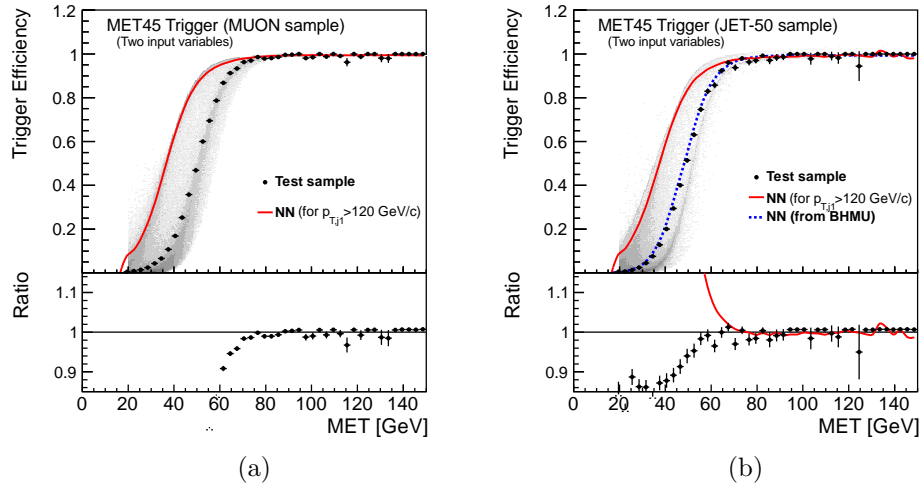 MET45 Trigger (MUON sample)
(Two input variables)
Trigger Efficiency
1.2
1.0
0.8
0.6
0.4
0.2
Test sample
NN (for p_{T,j1}>120 GeV/c)
Ratio
1.1
1
0.9
0 20 40 60 80 100 120 140
MET [GeV]
(a)
MET45 Trigger (JET-50 sample)
(Two input variables)
Trigger Efficiency
1.2
1.0
0.8
0.6
0.4
0.2
Test sample
NN (for p_{T,j1}>120 GeV/c)
NN (from BHMU)
Ratio
1.1
1
0.9
0 20 40 60 80 100 120 140
MET [GeV]
(b)